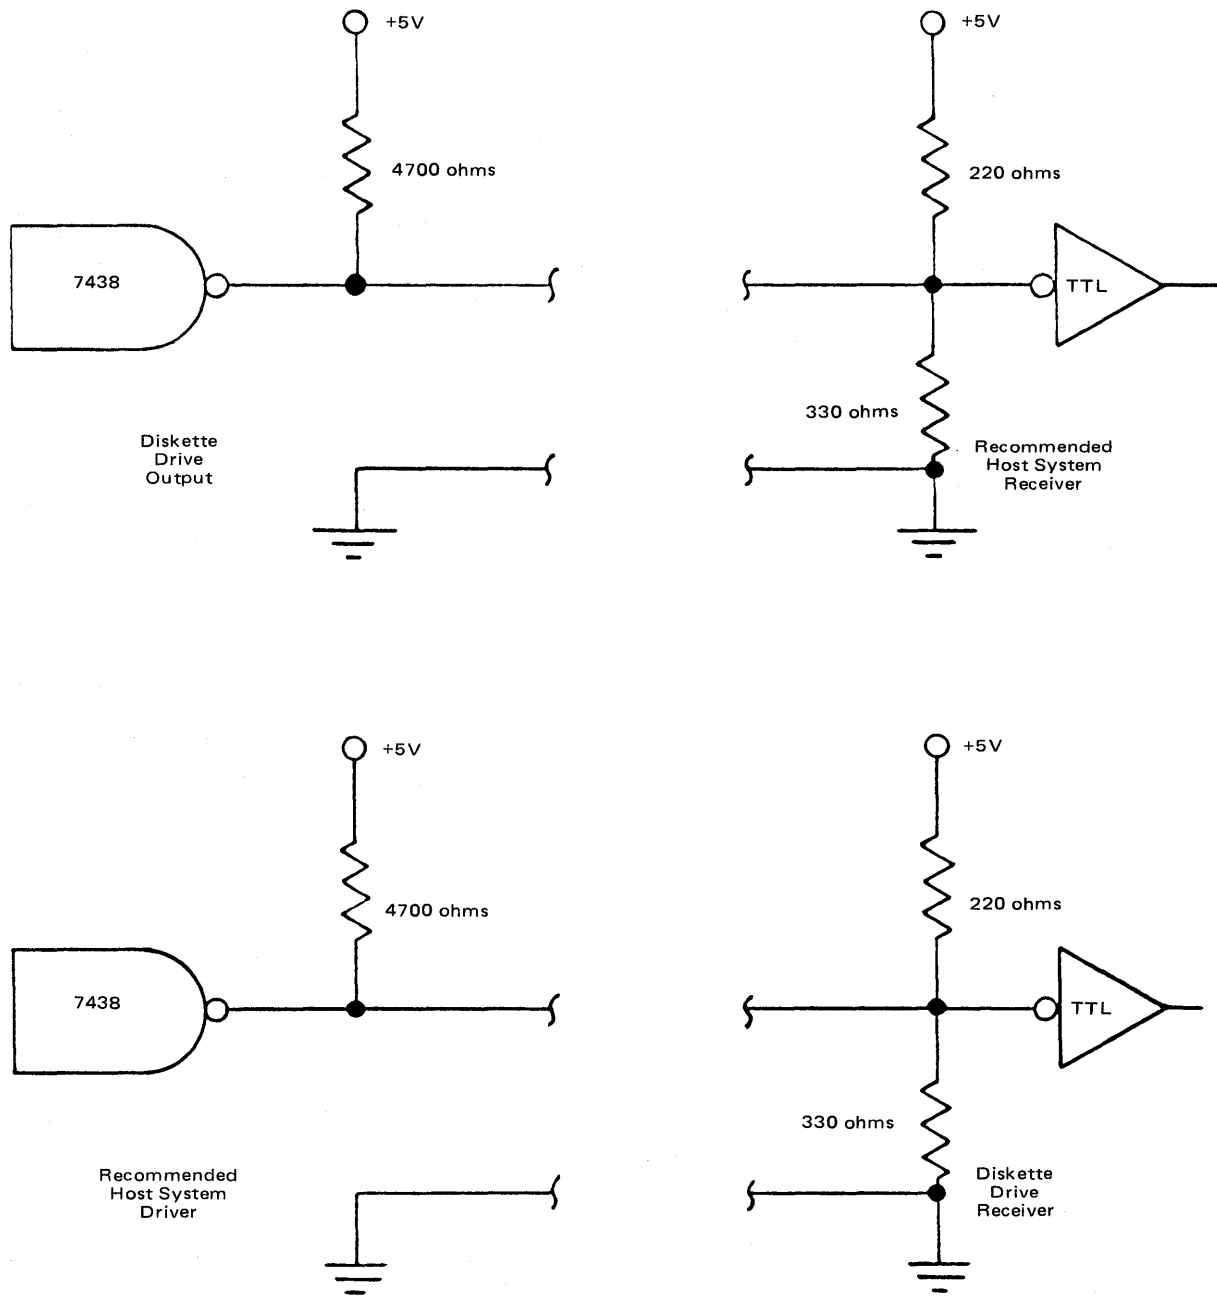 +5V
+5V
4700 ohms
220 ohms
7438
TTL
330 ohms
Diskette
Drive
Output
Recommended
Host System
Receiver
+5V
+5V
4700 ohms
220 ohms
7438
TTL
330 ohms
Recommended
Host System
Driver
Diskette
Drive
Receiver